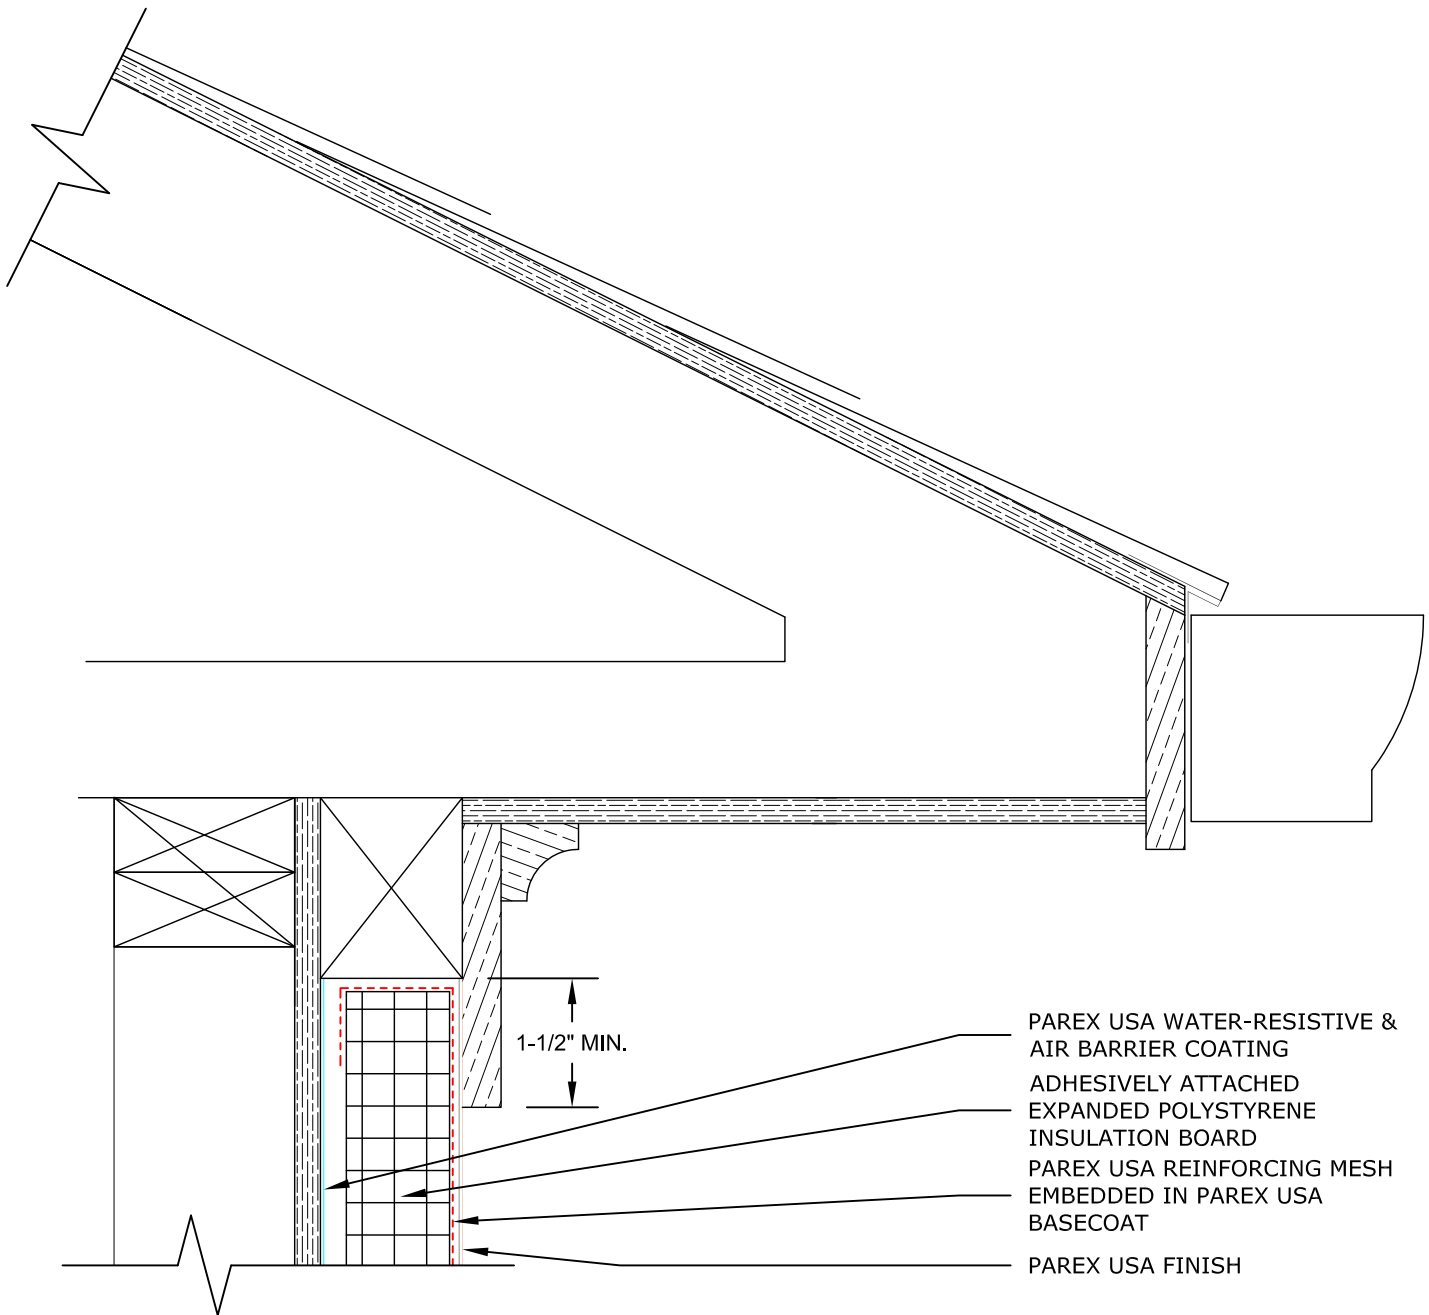 1-1/2" MIN.
PAREX USA WATER-RESISTIVE &
AIR BARRIER COATING
ADHESIVELY ATTACHED
EXPANDED POLYSTYRENE
INSULATION BOARD
PAREX USA REINFORCING MESH
EMBEDDED IN PAREX USA
BASECOAT
PAREX USA FINISH